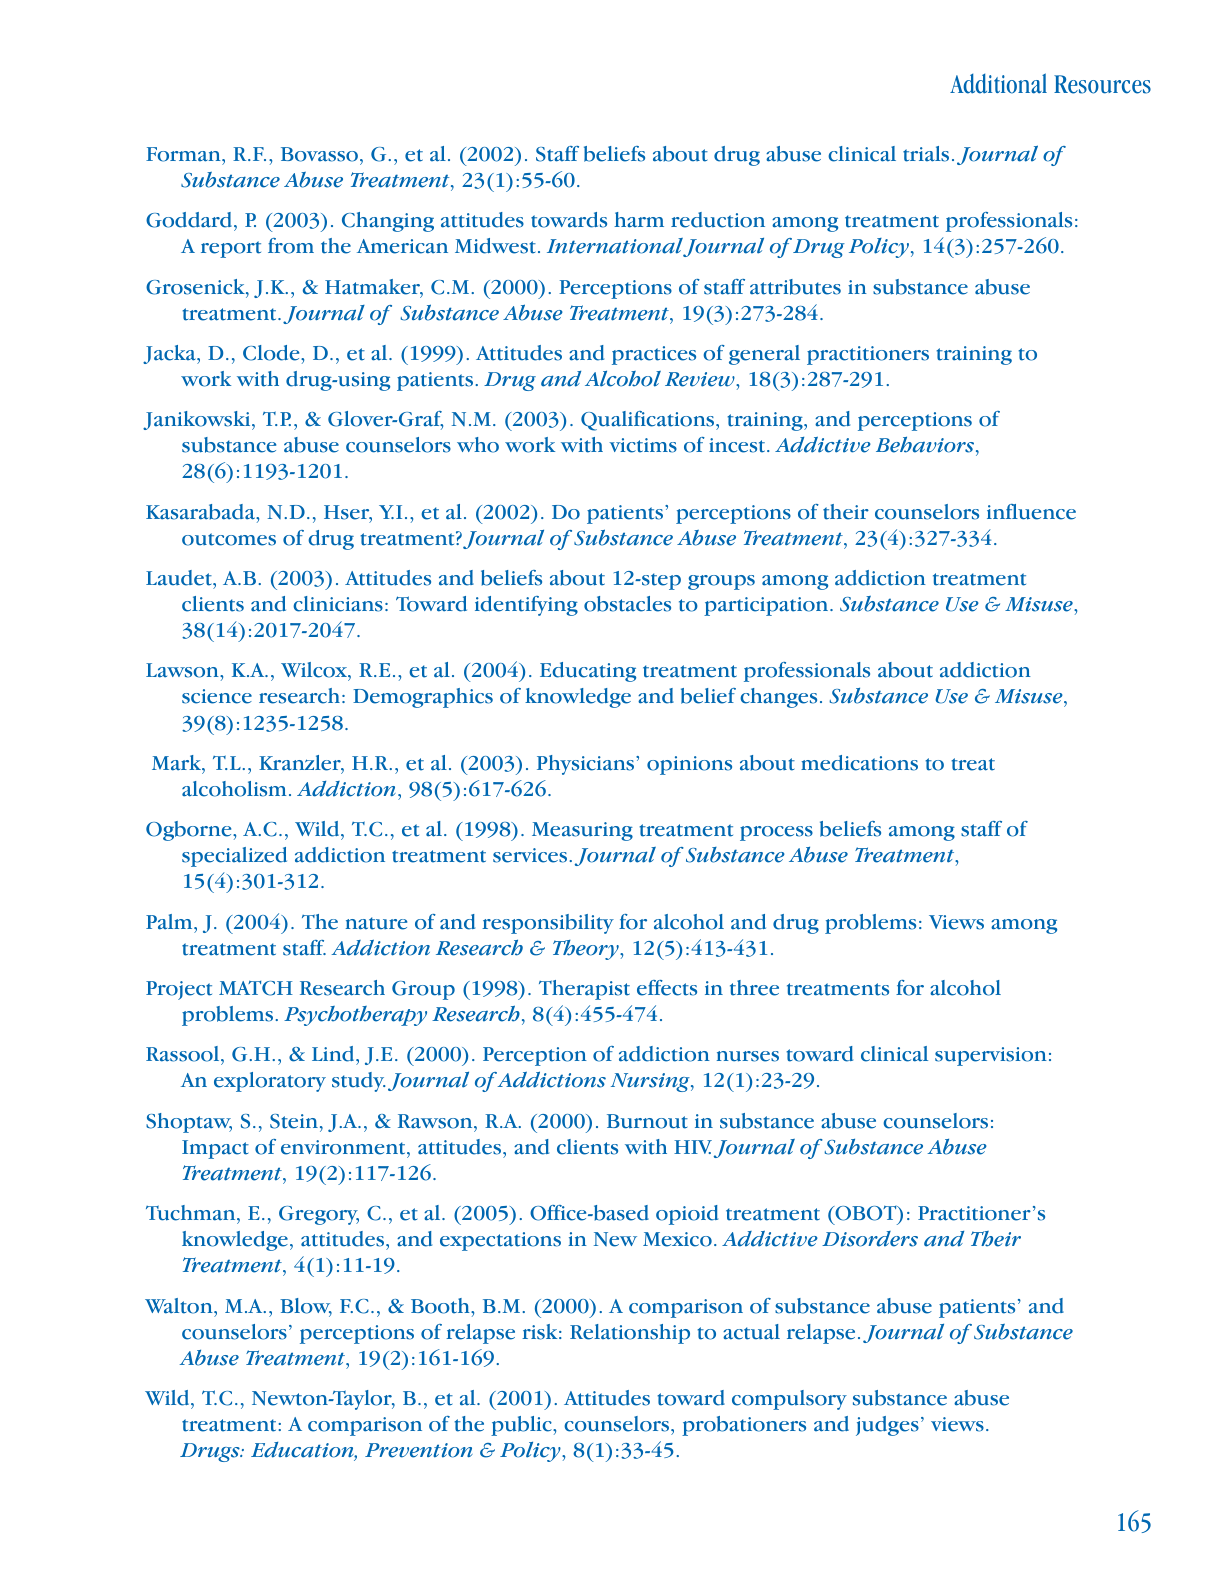 Additional Resources
Forman, R.F., Bovasso, G., et al. (2002). Staff beliefs about drug abuse clinical trials. Journal of
Substance Abuse Treatment, 23(1):55-60.
Goddard, P. (2003). Changing attitudes towards harm reduction among treatment professionals:
A report from the American Midwest. International Journal of Drug Policy, 14(3):257-260.
Grosenick, J.K., & Hatmaker, C.M. (2000). Perceptions of staff attributes in substance abuse
treatment. Journal of Substance Abuse Treatment, 19(3):273-284.
Jacka, D., Clode, D., et al. (1999). Attitudes and practices of general practitioners training to
work with drug-using patients. Drug and Alcohol Review, 18(3):287-291.
Janikowski, T.P., & Glover-Graf, N.M. (2003). Qualifications, training, and perceptions of
substance abuse counselors who work with victims of incest. Addictive Behaviors,
28(6):1193-1201.
Kasarabada, N.D., Hser, Y.I., et al. (2002). Do patients’ perceptions of their counselors influence
outcomes of drug treatment? Journal of Substance Abuse Treatment, 23(4):327-334.
Laudet, A.B. (2003). Attitudes and beliefs about 12-step groups among addiction treatment
clients and clinicians: Toward identifying obstacles to participation. Substance Use & Misuse,
38(14):2017-2047.
Lawson, K.A., Wilcox, R.E., et al. (2004). Educating treatment professionals about addiction
science research: Demographics of knowledge and belief changes. Substance Use & Misuse,
39(8):1235-1258.
Mark, T.L., Kranzler, H.R., et al. (2003). Physicians’ opinions about medications to treat
alcoholism. Addiction, 98(5):617-626.
Ogborne, A.C., Wild, T.C., et al. (1998). Measuring treatment process beliefs among staff of
specialized addiction treatment services. Journal of Substance Abuse Treatment,
15(4):301-312.
Palm, J. (2004). The nature of and responsibility for alcohol and drug problems: Views among
treatment staff. Addiction Research & Theory, 12(5):413-431.
Project MATCH Research Group (1998). Therapist effects in three treatments for alcohol
problems. Psychotherapy Research, 8(4):455-474.
Rassool, G.H., & Lind, J.E. (2000). Perception of addiction nurses toward clinical supervision:
An exploratory study. Journal of Addictions Nursing, 12(1):23-29.
Shoptaw, S., Stein, J.A., & Rawson, R.A. (2000). Burnout in substance abuse counselors:
Impact of environment, attitudes, and clients with HIV. Journal of Substance Abuse
Treatment, 19(2):117-126.
Tuchman, E., Gregory, C., et al. (2005). Office-based opioid treatment (OBOT): Practitioner’s
knowledge, attitudes, and expectations in New Mexico. Addictive Disorders and Their
Treatment, 4(1):11-19.
Walton, M.A., Blow, F.C., & Booth, B.M. (2000). A comparison of substance abuse patients’ and
counselors’ perceptions of relapse risk: Relationship to actual relapse. Journal of Substance
Abuse Treatment, 19(2):161-169.
Wild, T.C., Newton-Taylor, B., et al. (2001). Attitudes toward compulsory substance abuse
treatment: A comparison of the public, counselors, probationers and judges’ views.
Drugs: Education, Prevention & Policy, 8(1):33-45.
165